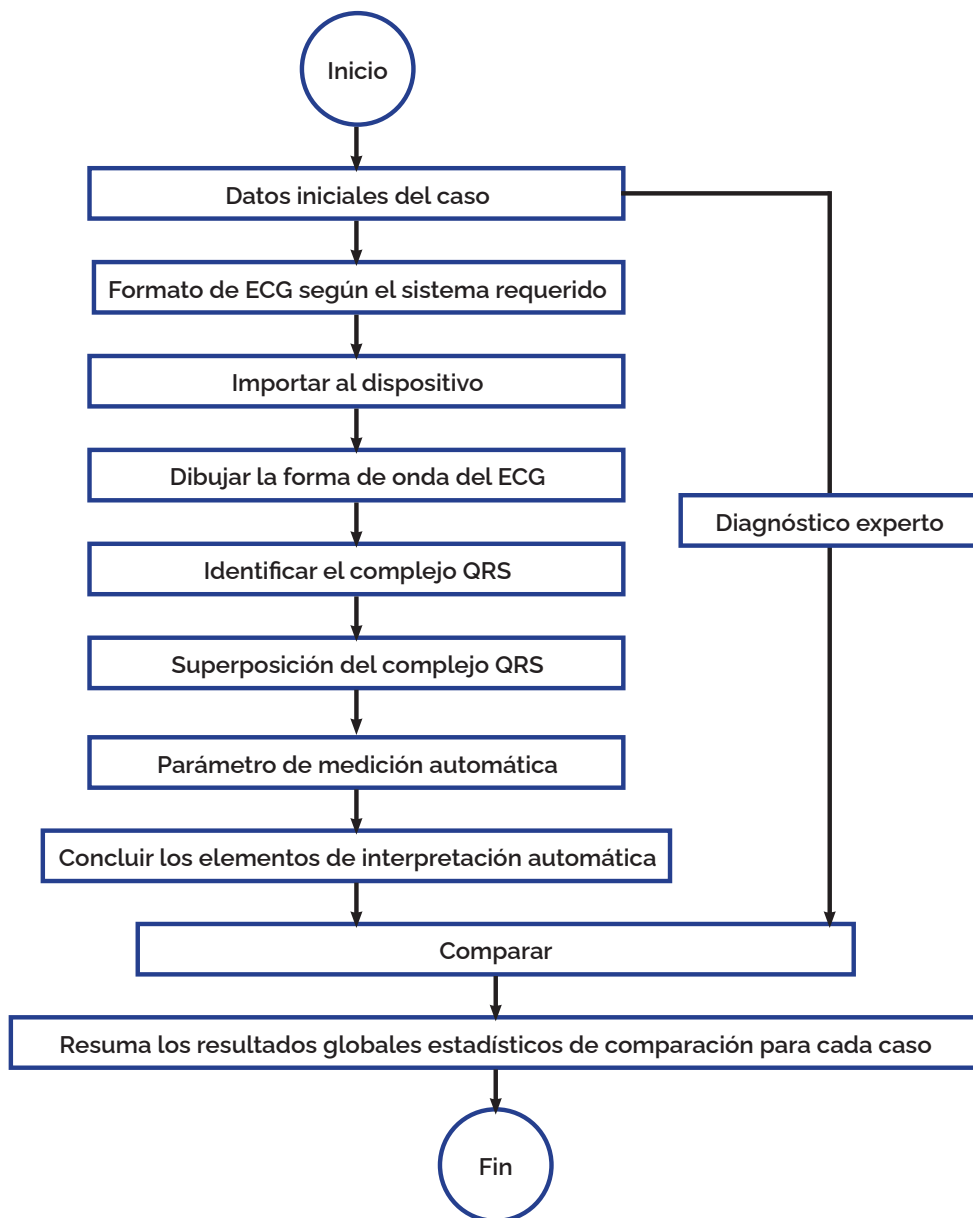 Inicio
Datos iniciales del caso
Formato de ECG según el sistema requerido
Importar al dispositivo
Dibujar la forma de onda del ECG
Diagnóstico experto
Identificar el complejo QRS
Superposición del complejo QRS
Parámetro de medición automática
Concluir los elementos de interpretación automática
Comparar
Resuma los resultados globales estadísticos de comparación para cada caso
Fin